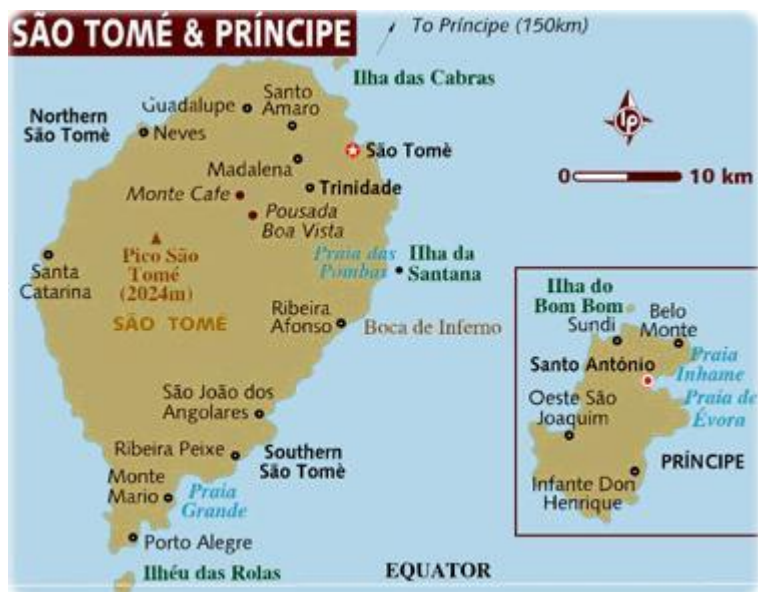 SÃO TOMÉ & PRÍNCIPE
To Príncipe (150km)
Ilha das Cabras
Northern
São Tomè
Guadalupe
Santo
Amaro
Neves
São Tomè
Madalena
Trinidade
Monte Cafe
Pousada
Boa Vista
LP
0 10 km
Santa
Catarina
Pico São
Tomé
(2024m)
SÃO TOMÉ
Praia das
Pombas
Ilha da
Santana
Ribeira
Afonso
Boca de Inferno
São João dos
Angolares
Ribeira Peixe
Southern
São Tomè
Monte
Mario
Praia
Grande
Porto Alegre
Ilhéu das Rolas
EQUATOR
Ilha do
Bom Bom
Sundi
Belo
Monte
Santo António
Praia
Inhame
Praia de
Évora
Oeste São
Joaquim
PRÍNCIPE
Infante Don
Henrique